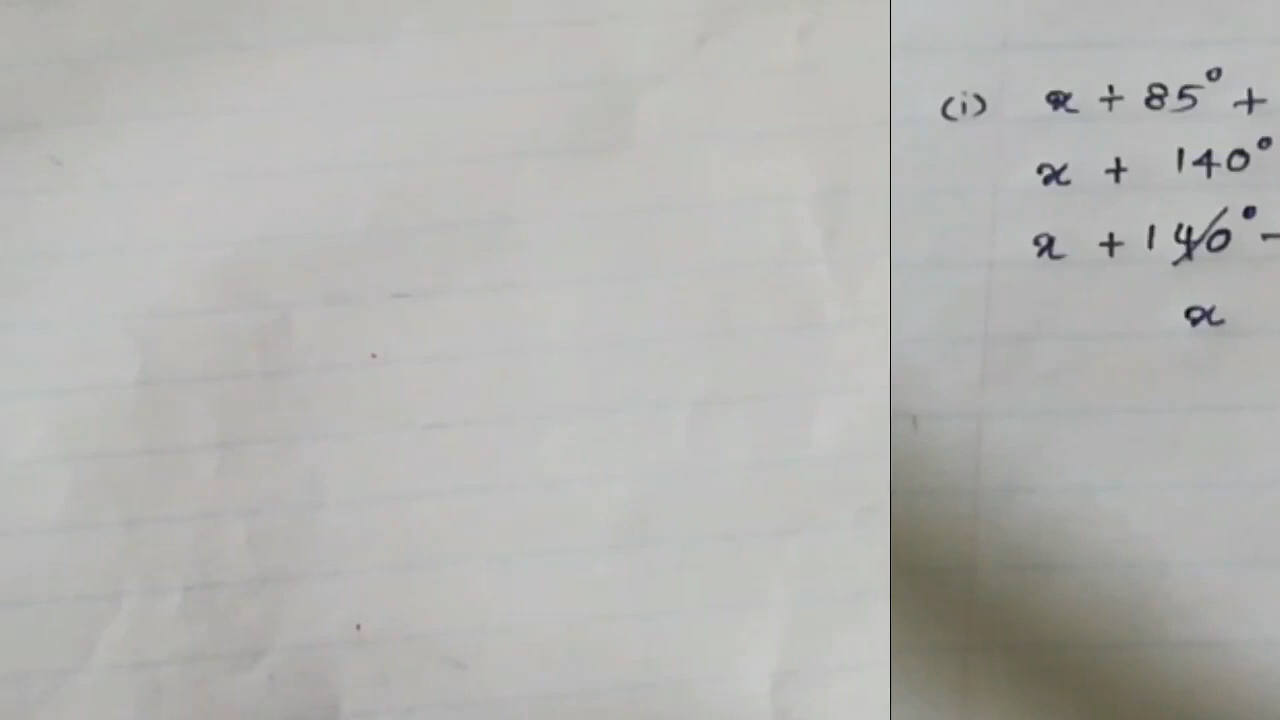 (i) x + 85° +
x + 140°
x + 140° -
x